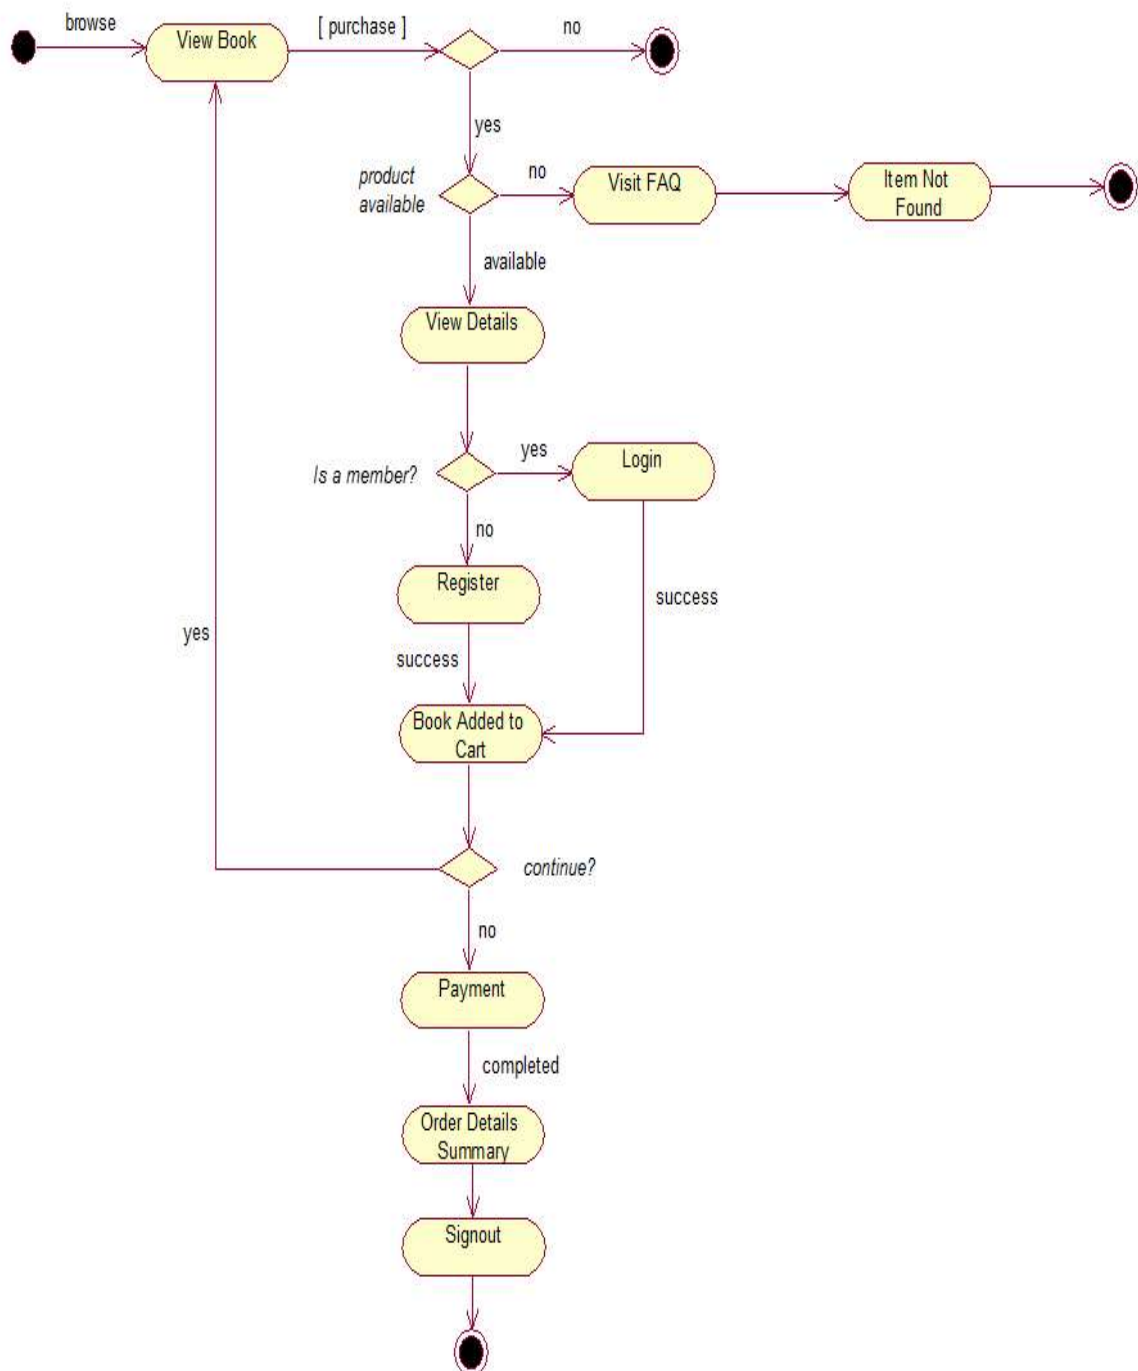 browse
View Book
[ purchase ]
no
yes
product
available
no
Visit FAQ
Item Not
Found
available
View Details
Is a member?
yes
Login
no
Register
success
yes
success
Book Added to
Cart
continue?
no
Payment
completed
Order Details
Summary
Signout